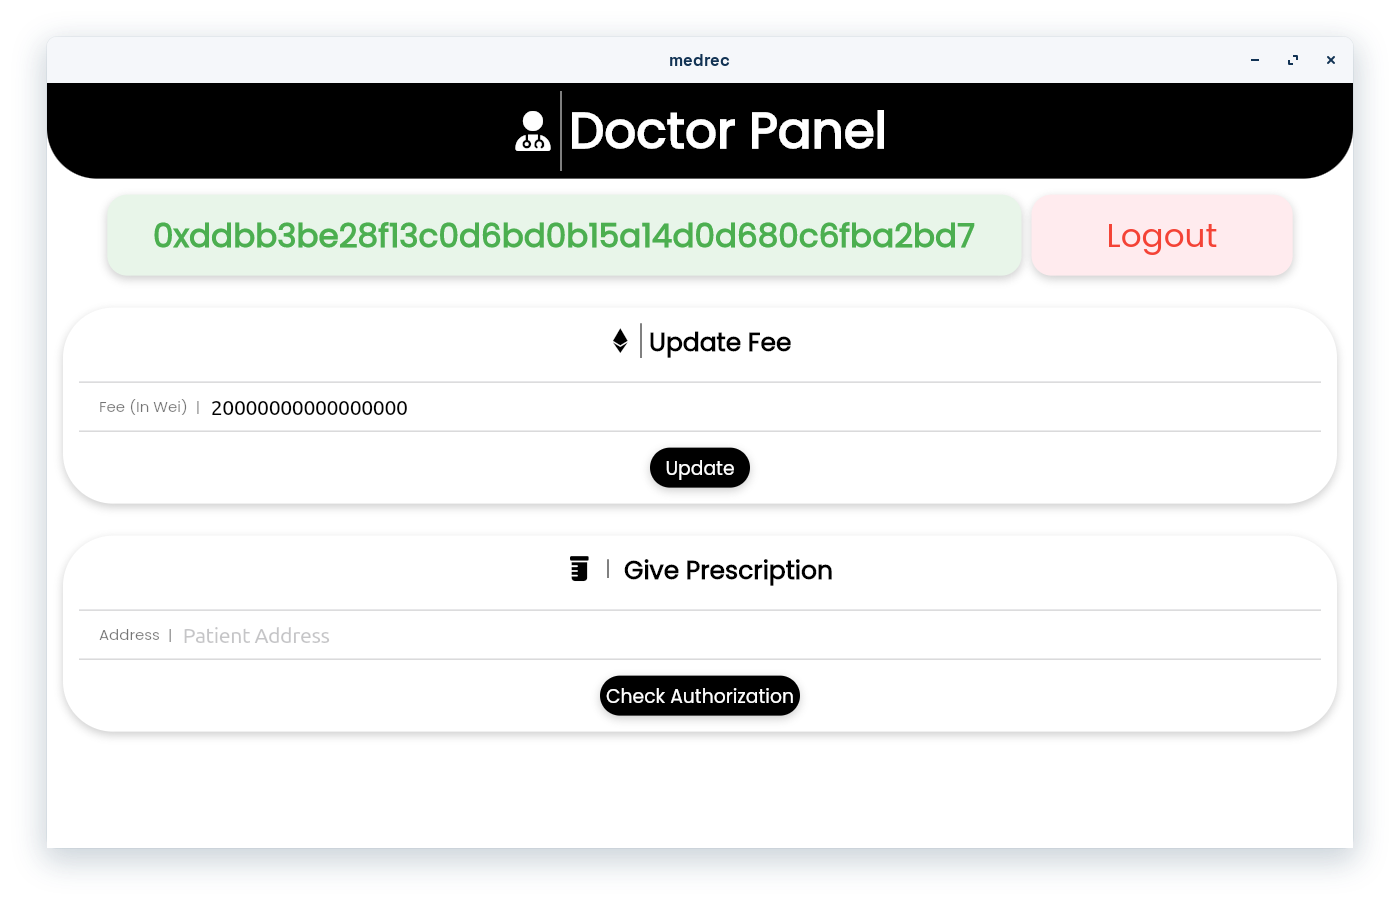 medrec
Doctor Panel
0xddbb3be28f13c0d6bd0b15a14d0d680c6fba2bd7
Logout
Update Fee
Fee (In Wei) | 20000000000000000
Update
Give Prescription
Address | Patient Address
Check Authorization